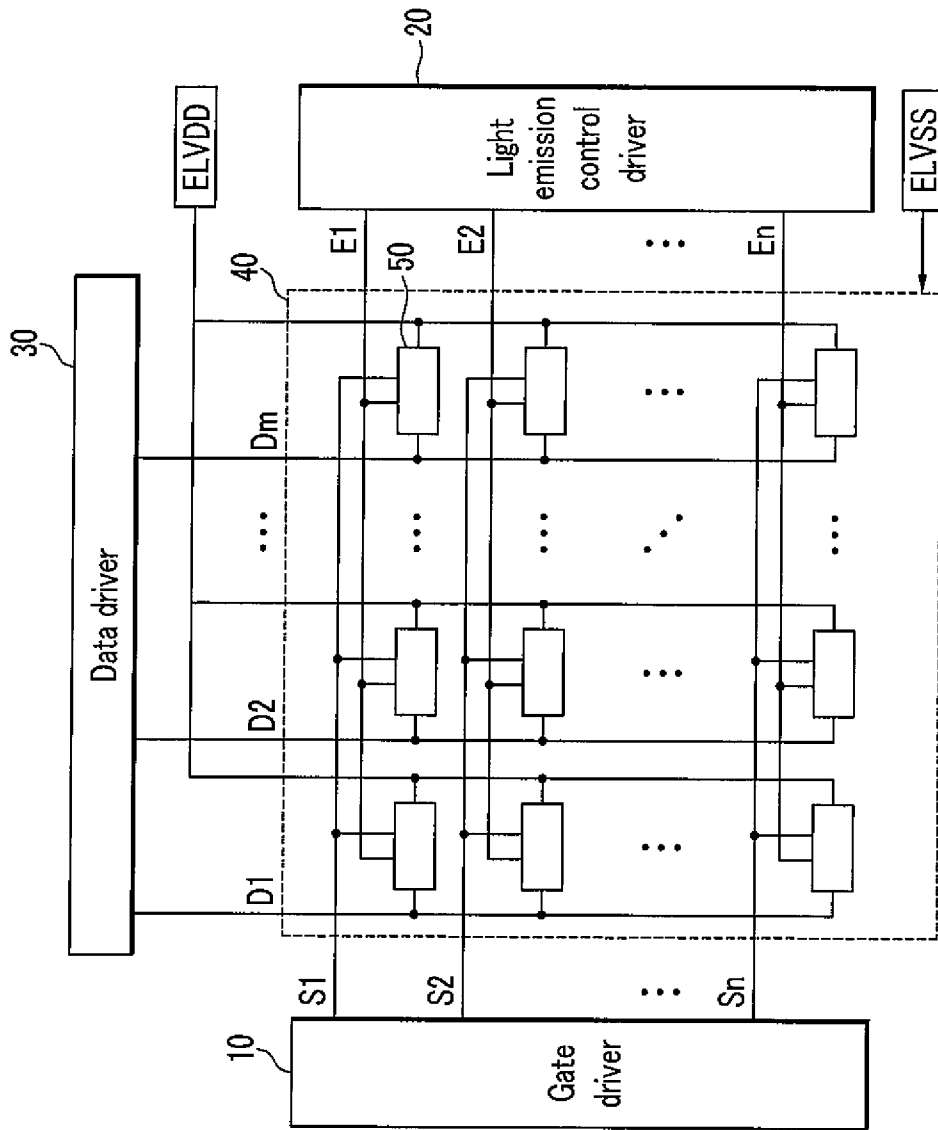 30
Data driver
ELVDD
20
Light
emission
control
driver
ELVSS
10
Gate
driver
40
50
D1
D2
Dm
S1
S2
Sn
E1
E2
En